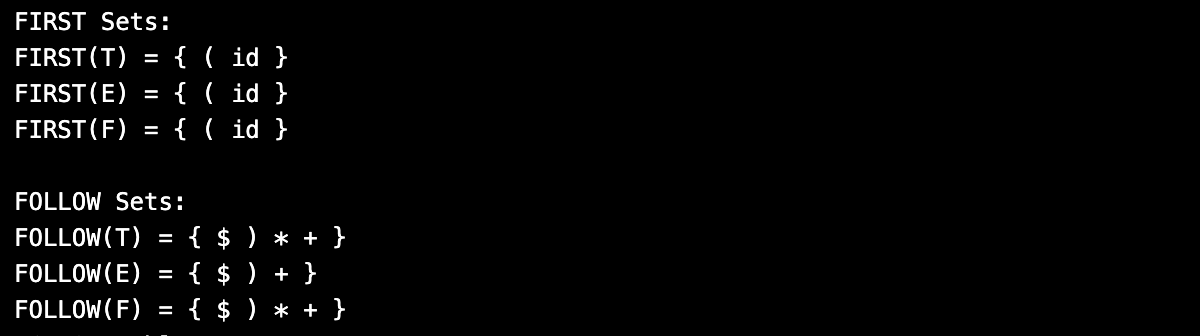 FIRST Sets:
FIRST(T) = { ( id }
FIRST(E) = { ( id }
FIRST(F) = { ( id }
FOLLOW Sets:
FOLLOW(T) = { $ ) * + }
FOLLOW(E) = { $ ) + }
FOLLOW(F) = { $ ) * + }